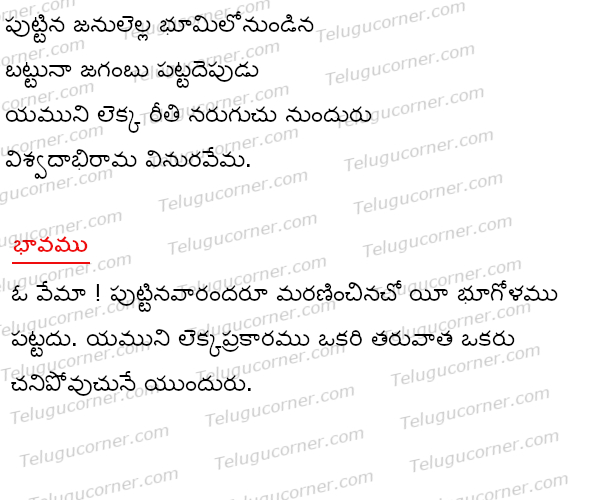 పుట్టిన జనులెల్ల భూమిలోనుండిన
బట్టునా జగంబు పట్టదెపుడు
యముని లెక్క రీతి నరుగుచు నుందురు
విశ్వదాభిరామ వినురవేమ.
భావము
ఓ వేమా ! పుట్టినవారందరూ మరణించినచో యీ భూగోళము
పట్టదు. యముని లెక్కప్రకారము ఒకరి తరువాత ఒకరు
చనిపోవుచునే యుందురు.
Telugucorner.com